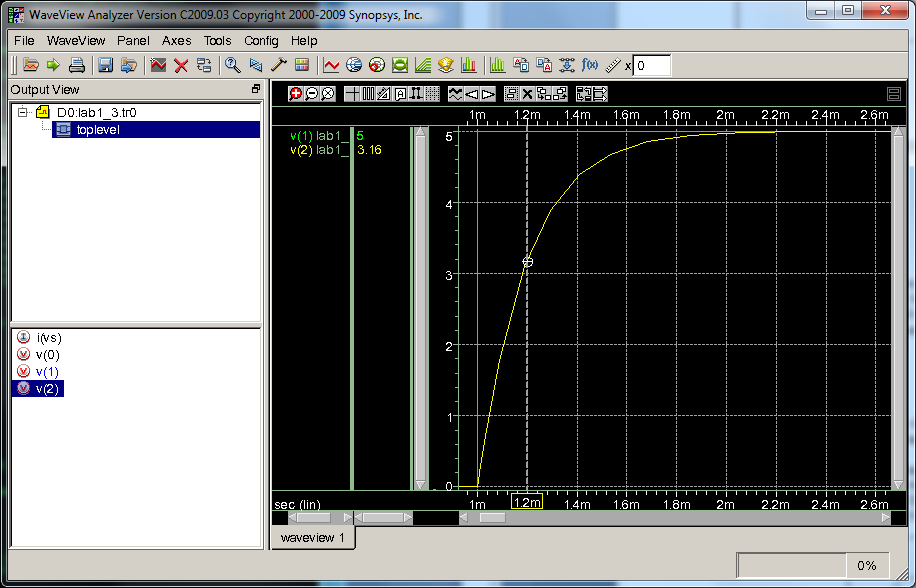 WaveView Analyzer Version C2009.03 Copyright 2000-2009 Synopsys, Inc.
File WaveView Panel Axes Tools Config Help
f(x) x 0
Output View
D0:lab1_3.tr0
toplevel
i(vs)
v(0)
v(1)
v(2)
1m 1.2m 1.4m 1.6m 1.8m 2m 2.2m 2.4m 2.6m
v(1) lab1_ 5
v(2) lab1_ 3.16
5
4
3
2
1
0
sec (lin) 1m 1.2m 1.4m 1.6m 1.8m 2m 2.2m 2.4m 2.6m
waveview 1
0%